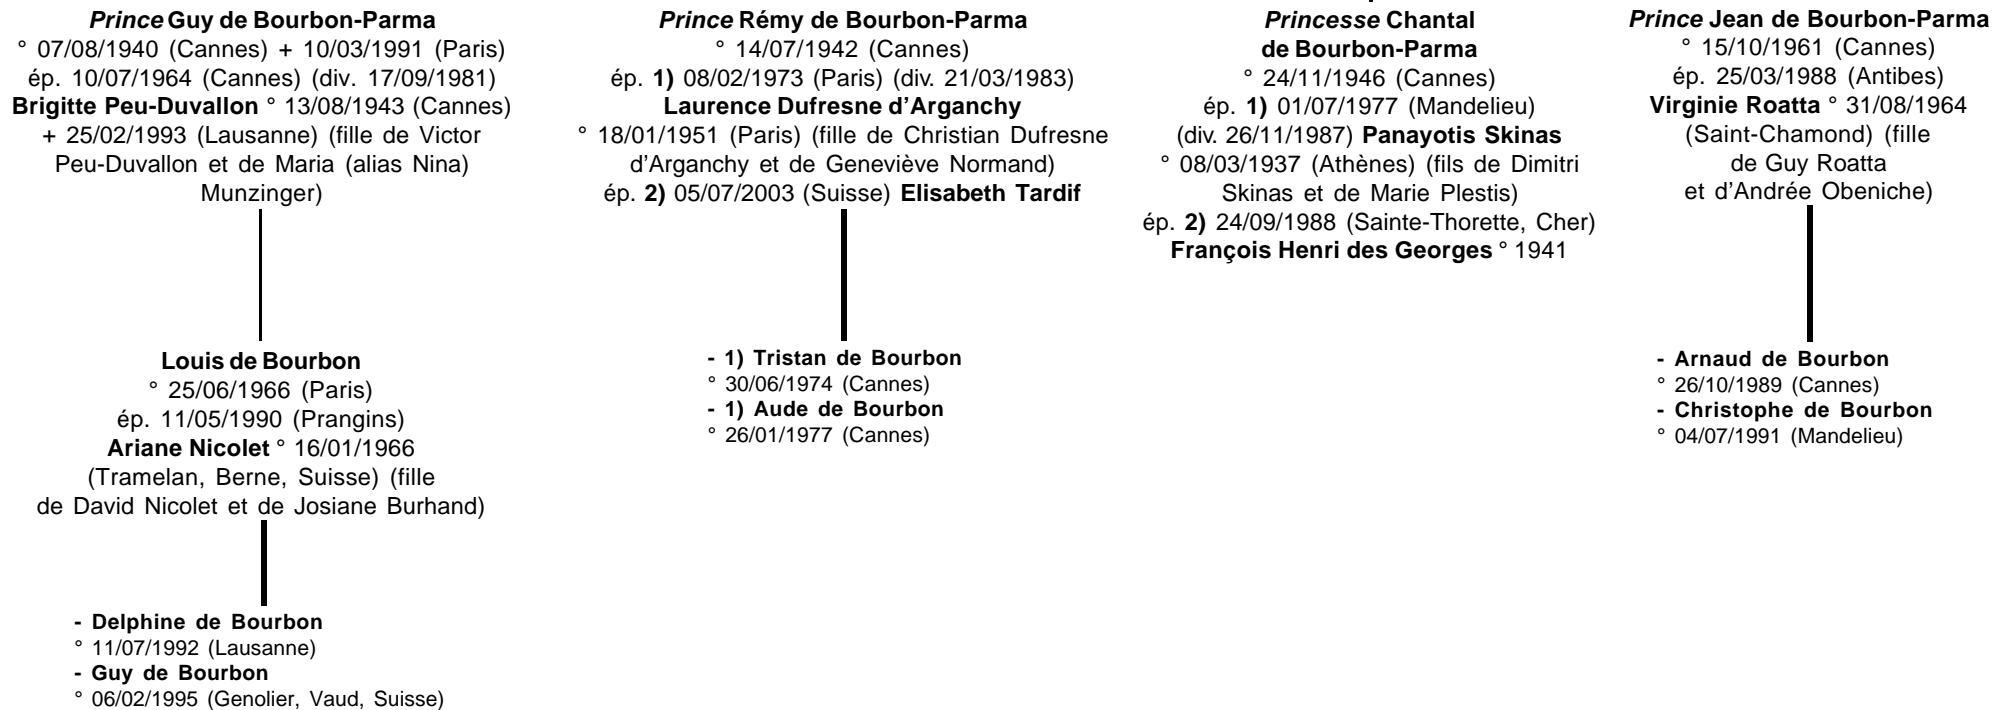 Prince Guy de Bourbon-Parma
° 07/08/1940 (Cannes) + 10/03/1991 (Paris)
ép. 10/07/1964 (Cannes) (div. 17/09/1981)
Brigitte Peu-Duvallon ° 13/08/1943 (Cannes)
+ 25/02/1993 (Lausanne) (fille de Victor
Peu-Duvallon et de Maria (alias Nina)
Munzinger)
Louis de Bourbon
° 25/06/1966 (Paris)
ép. 11/05/1990 (Prangins)
Ariane Nicolet ° 16/01/1966
(Tramelan, Berne, Suisse) (fille
de David Nicolet et de Josiane Burhand)
- Delphine de Bourbon
° 11/07/1992 (Lausanne)
- Guy de Bourbon
° 06/02/1995 (Genolier, Vaud, Suisse)
Prince Rémy de Bourbon-Parma
° 14/07/1942 (Cannes)
ép. 1) 08/02/1973 (Paris) (div. 21/03/1983)
Laurence Dufresne d'Arganchy
° 18/01/1951 (Paris) (fille de Christian Dufresne
d'Arganchy et de Geneviève Normand)
ép. 2) 05/07/2003 (Suisse) Elisabeth Tardif
- 1) Tristan de Bourbon
° 30/06/1974 (Cannes)
- 1) Aude de Bourbon
° 26/01/1977 (Cannes)
Princesse Chantal
de Bourbon-Parma
° 24/11/1946 (Cannes)
ép. 1) 01/07/1977 (Mandelieu)
(div. 26/11/1987) Panayotis Skinas
° 08/03/1937 (Athènes) (fils de Dimitri
Skinas et de Marie Plestis)
ép. 2) 24/09/1988 (Sainte-Thorette, Cher)
François Henri des Georges ° 1941
Prince Jean de Bourbon-Parma
° 15/10/1961 (Cannes)
ép. 25/03/1988 (Antibes)
Virginie Roatta ° 31/08/1964
(Saint-Chamond) (fille
de Guy Roatta
et d'Andrée Obeniche)
- Arnaud de Bourbon
° 26/10/1989 (Cannes)
- Christophe de Bourbon
° 04/07/1991 (Mandelieu)